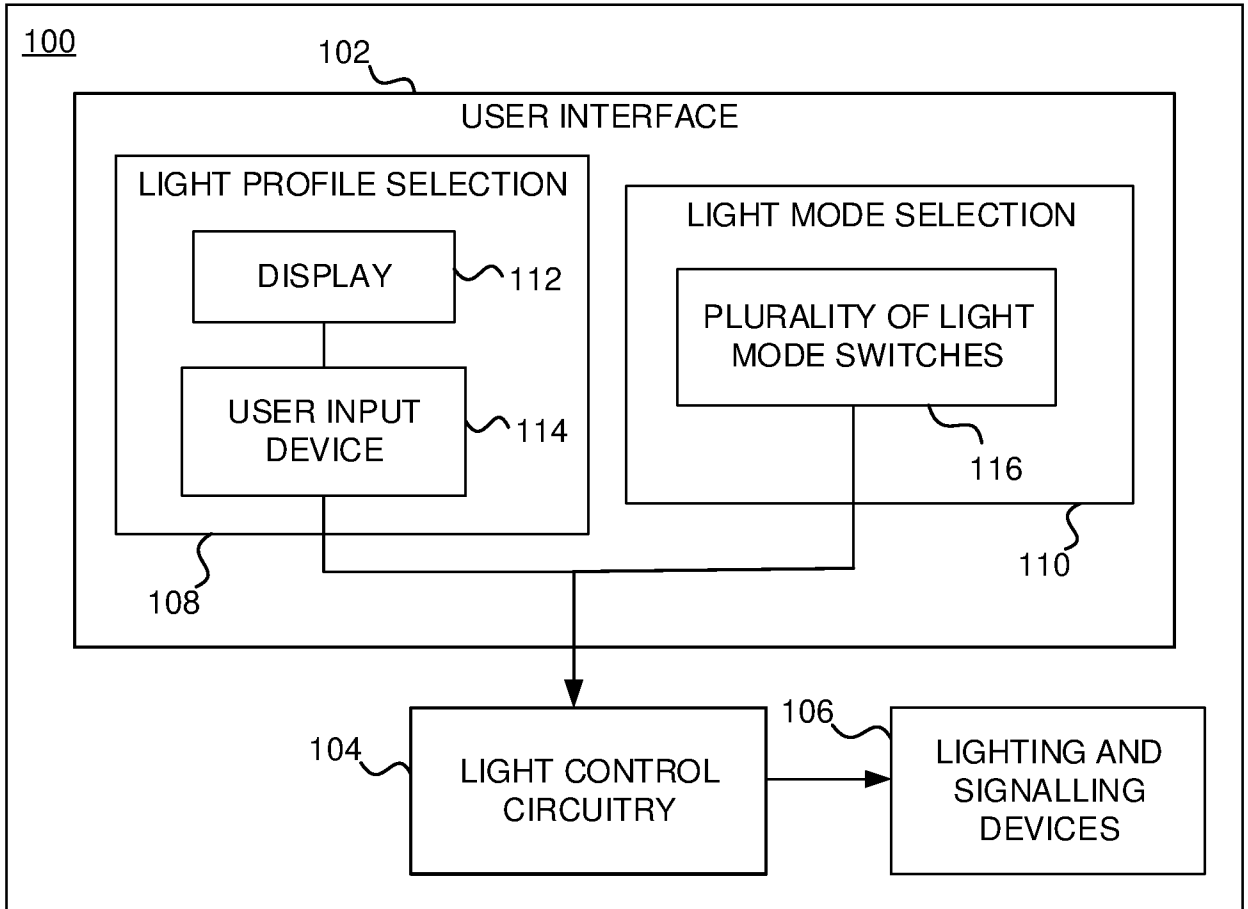 100
102
USER INTERFACE
LIGHT PROFILE SELECTION
DISPLAY
112
USER INPUT
DEVICE
114
108
LIGHT MODE SELECTION
PLURALITY OF LIGHT
MODE SWITCHES
116
110
104
LIGHT CONTROL
CIRCUITRY
106
LIGHTING AND
SIGNALLING
DEVICES